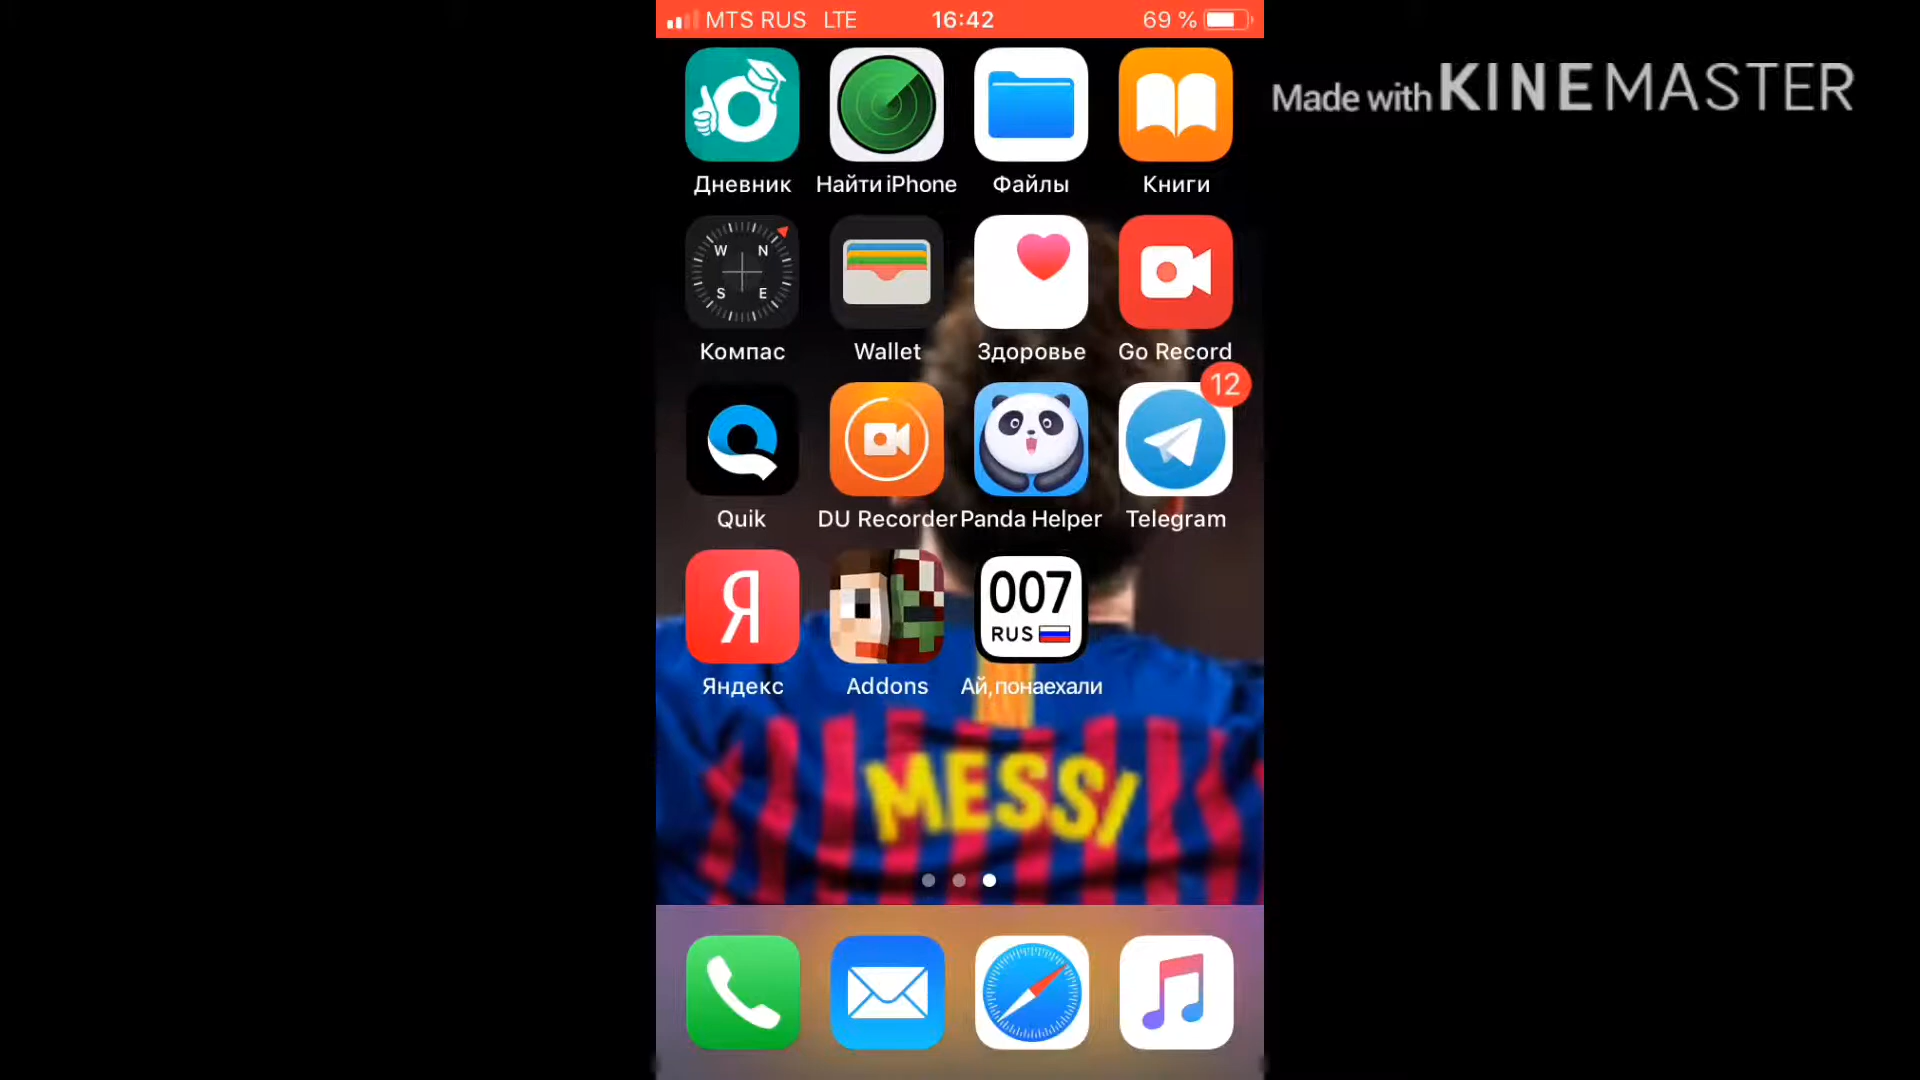 MTS RUS LTE 16:42 69 %
Made with KINEMASTER
Дневник Найти iPhone Файлы Книги
W N
S E
Компас Wallet Здоровье Go Record
12
Quik DU Recorder Panda Helper Telegram
Я 007
RUS
Яндекс Addons Ай,понаехали
MESSI